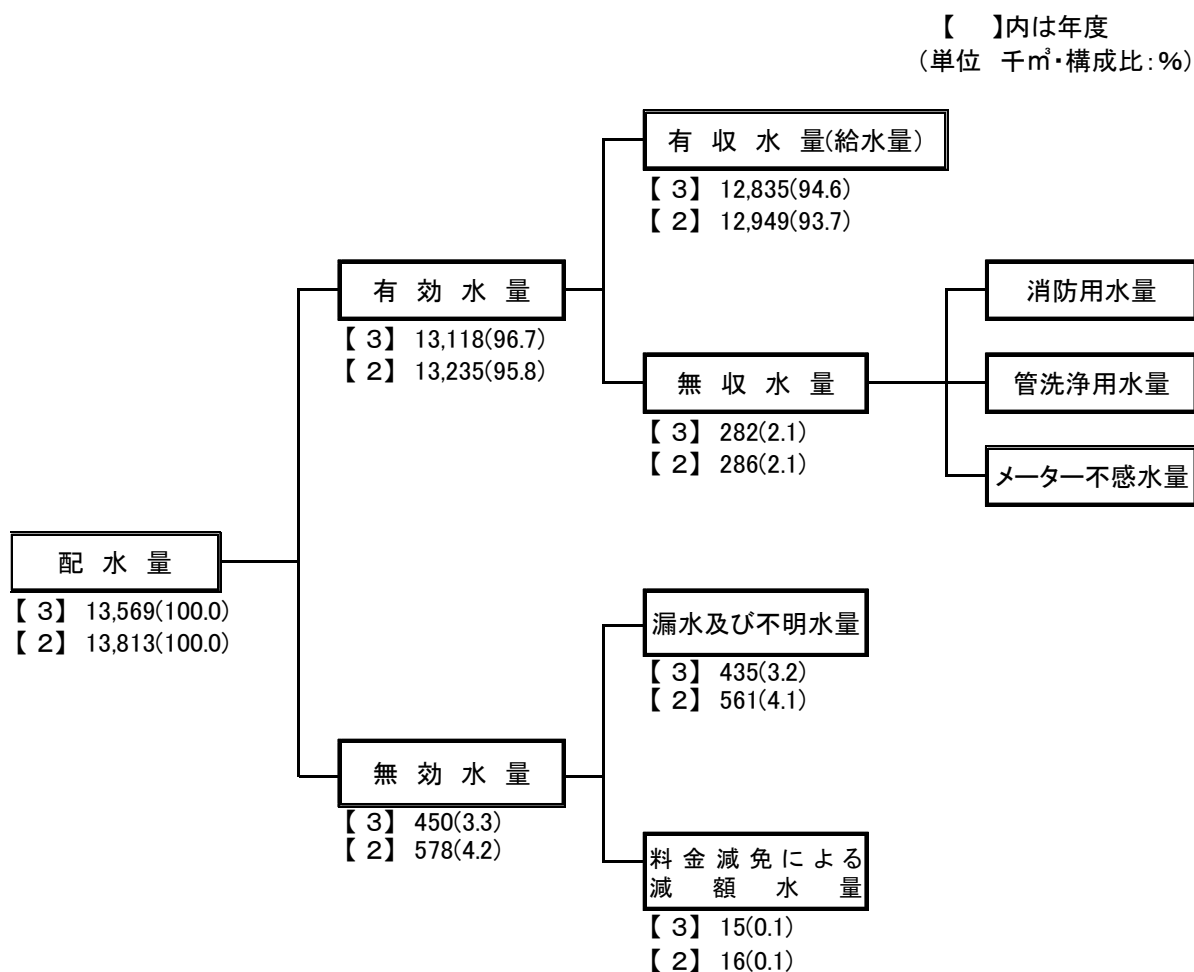 【　】内は年度
(単位 千㎥・構成比:%)
有収水量(給水量)
【 3】 12,835(94.6)
【 2】 12,949(93.7)
有効水量
【 3】 13,118(96.7)
【 2】 13,235(95.8)
消防用水量
無収水量
【 3】 282(2.1)
【 2】 286(2.1)
管洗浄用水量
メーター不感水量
配水量
【 3】 13,569(100.0)
【 2】 13,813(100.0)
漏水及び不明水量
【 3】 435(3.2)
【 2】 561(4.1)
無効水量
【 3】 450(3.3)
【 2】 578(4.2)
料金減免による
減額水量
【 3】 15(0.1)
【 2】 16(0.1)